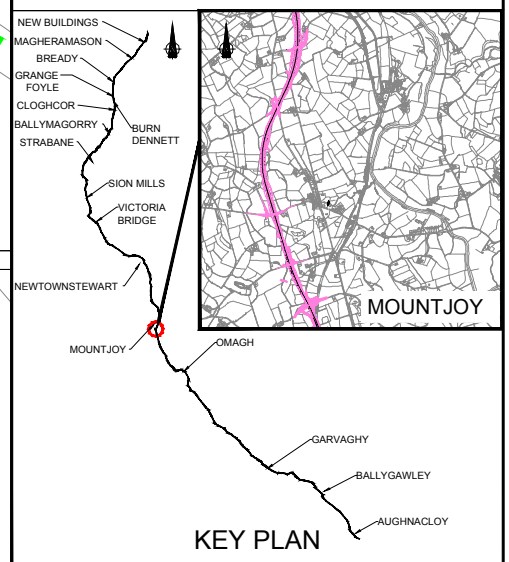 NEW BUILDINGS
MAGHERAMASON
BREADY
GRANGE
FOYLE
CLOGHCOR
BALLYMAGORRY
BURN
DENNETT
STRABANE
SION MILLS
VICTORIA
BRIDGE
NEWTOWNSTEWART
MOUNTJOY
MOUNTJOY
OMAGH
GARVAGHY
BALLYGAWLEY
AUGHNACLOY
KEY PLAN